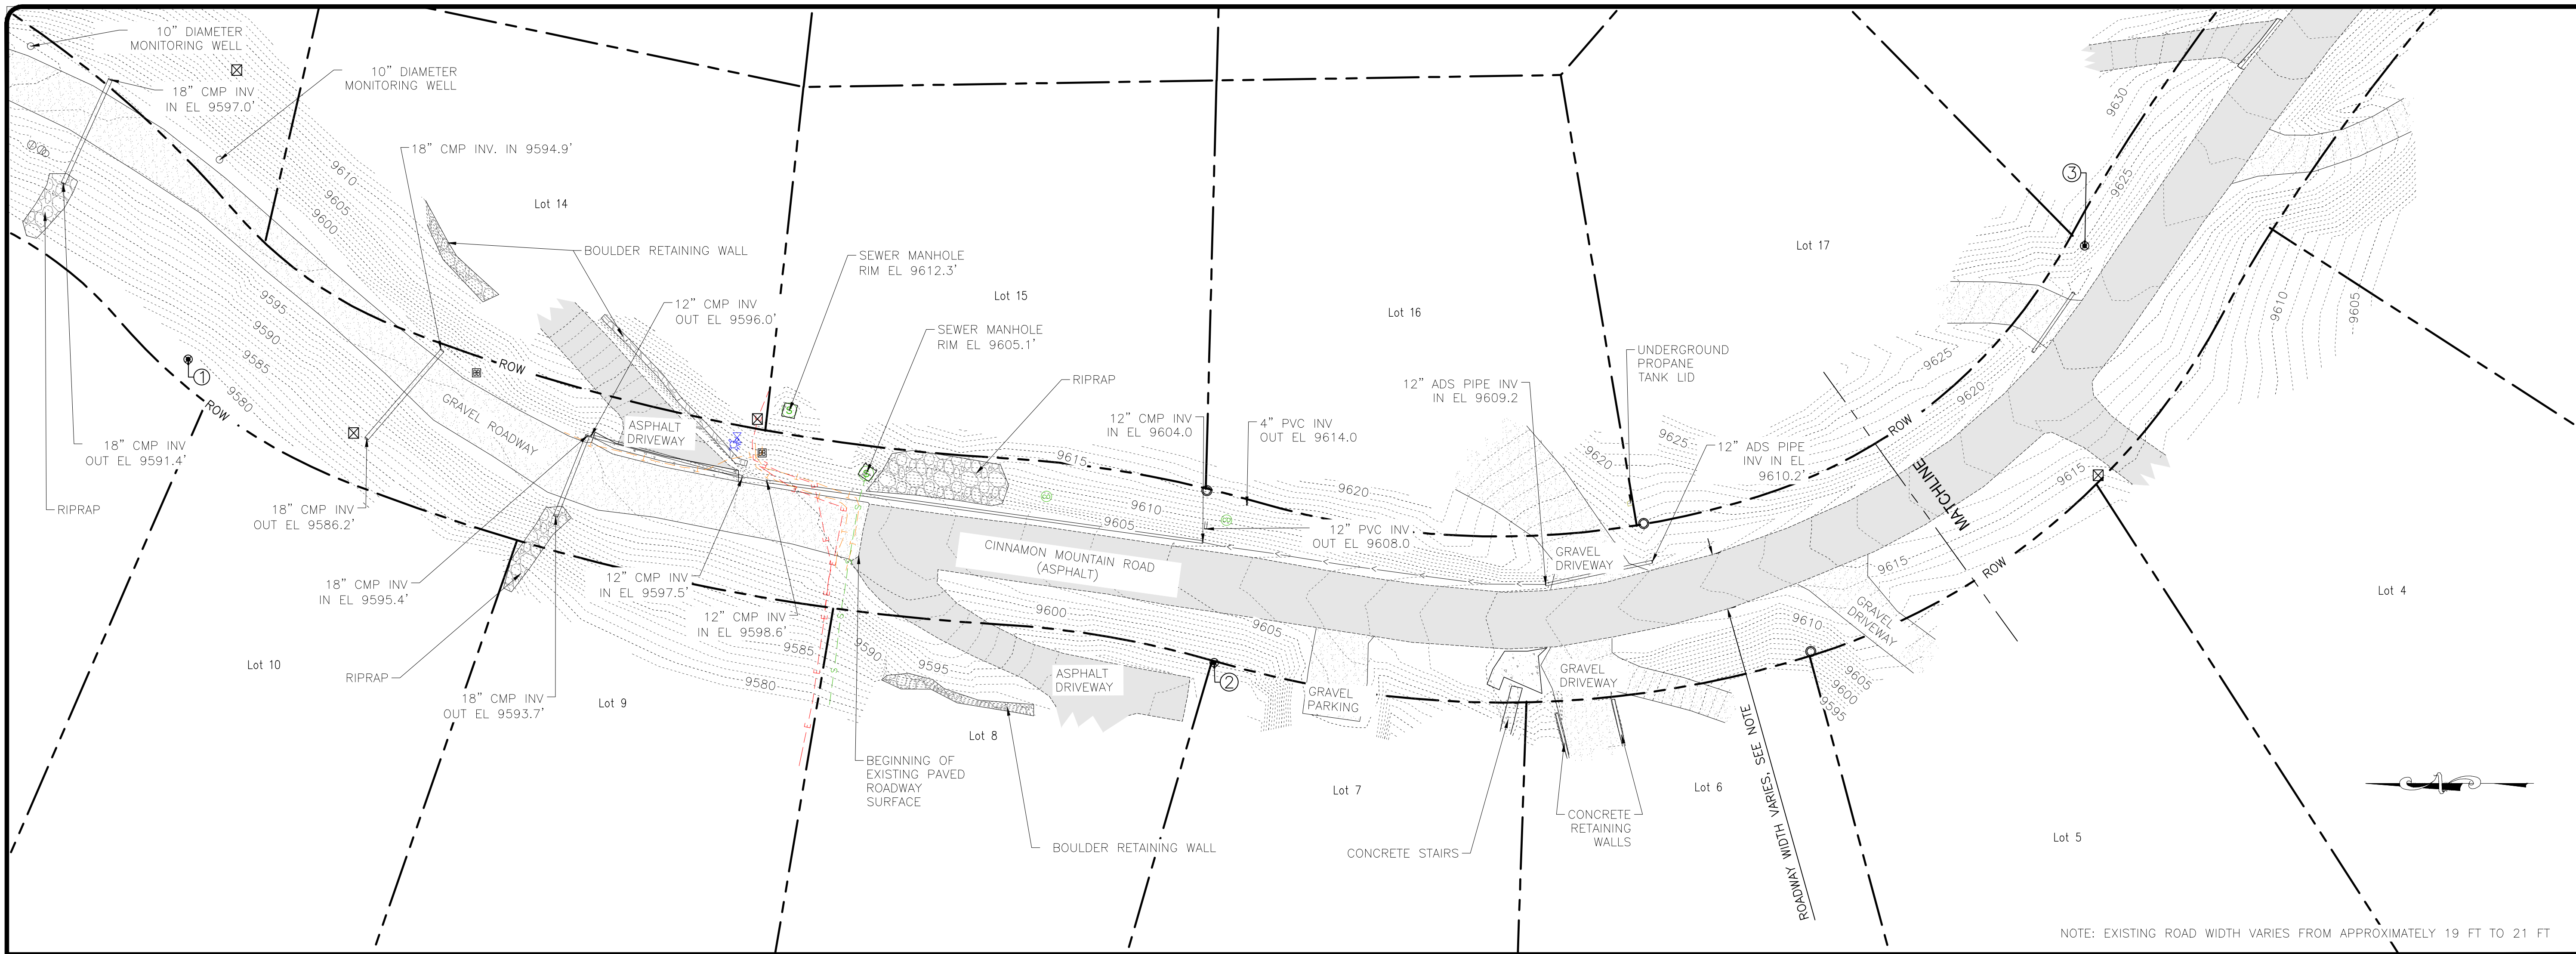 10" DIAMETER
MONITORING WELL
10" DIAMETER
MONITORING WELL
18" CMP INV
IN EL 9597.0'
18" CMP INV. IN 9594.9'
9610
9605
9600
Lot 14
BOULDER RETAINING WALL
SEWER MANHOLE
RIM EL 9612.3'
Lot 15
12" CMP INV
OUT EL 9596.0'
SEWER MANHOLE
RIM EL 9605.1'
RIPRAP
Lot 16
Lot 17
9630
9625
3
9610
9605
9595
9590
9585
9580
1
ROW
ROW
GRAVEL ROADWAY
ASPHALT
DRIVEWAY
12" CMP INV
IN EL 9604.0
4" PVC INV
OUT EL 9614.0
12" ADS PIPE INV
IN EL 9609.2
UNDERGROUND
PROPANE
TANK LID
9625
9620
9625
9620
12" ADS PIPE
INV IN EL
9610.2'
ROW
MATCHLINE
9615
9615
9620
9610
9605
12" PVC INV
OUT EL 9608.0
CINNAMON MOUNTAIN ROAD
(ASPHALT)
GRAVEL
DRIVEWAY
18" CMP INV
OUT EL 9591.4'
RIPRAP
18" CMP INV
OUT EL 9586.2'
18" CMP INV
IN EL 9595.4'
12" CMP INV
IN EL 9597.5'
12" CMP INV
IN EL 9598.6'
9615
ROW
Lot 4
GRAVEL
DRIVEWAY
9610
9605
9600
9595
9600
9605
9585
9590
9595
9580
Lot 10
RIPRAP
18" CMP INV
OUT EL 9593.7'
Lot 9
ASPHALT
DRIVEWAY
2
GRAVEL
PARKING
GRAVEL
DRIVEWAY
Lot 8
BEGINNING OF
EXISTING PAVED
ROADWAY
SURFACE
BOULDER RETAINING WALL
Lot 7
CONCRETE STAIRS
CONCRETE
RETAINING
WALLS
Lot 6
ROADWAY WIDTH VARIES, SEE NOTE
Lot 5
NOTE: EXISTING ROAD WIDTH VARIES FROM APPROXIMATELY 19 FT TO 21 FT